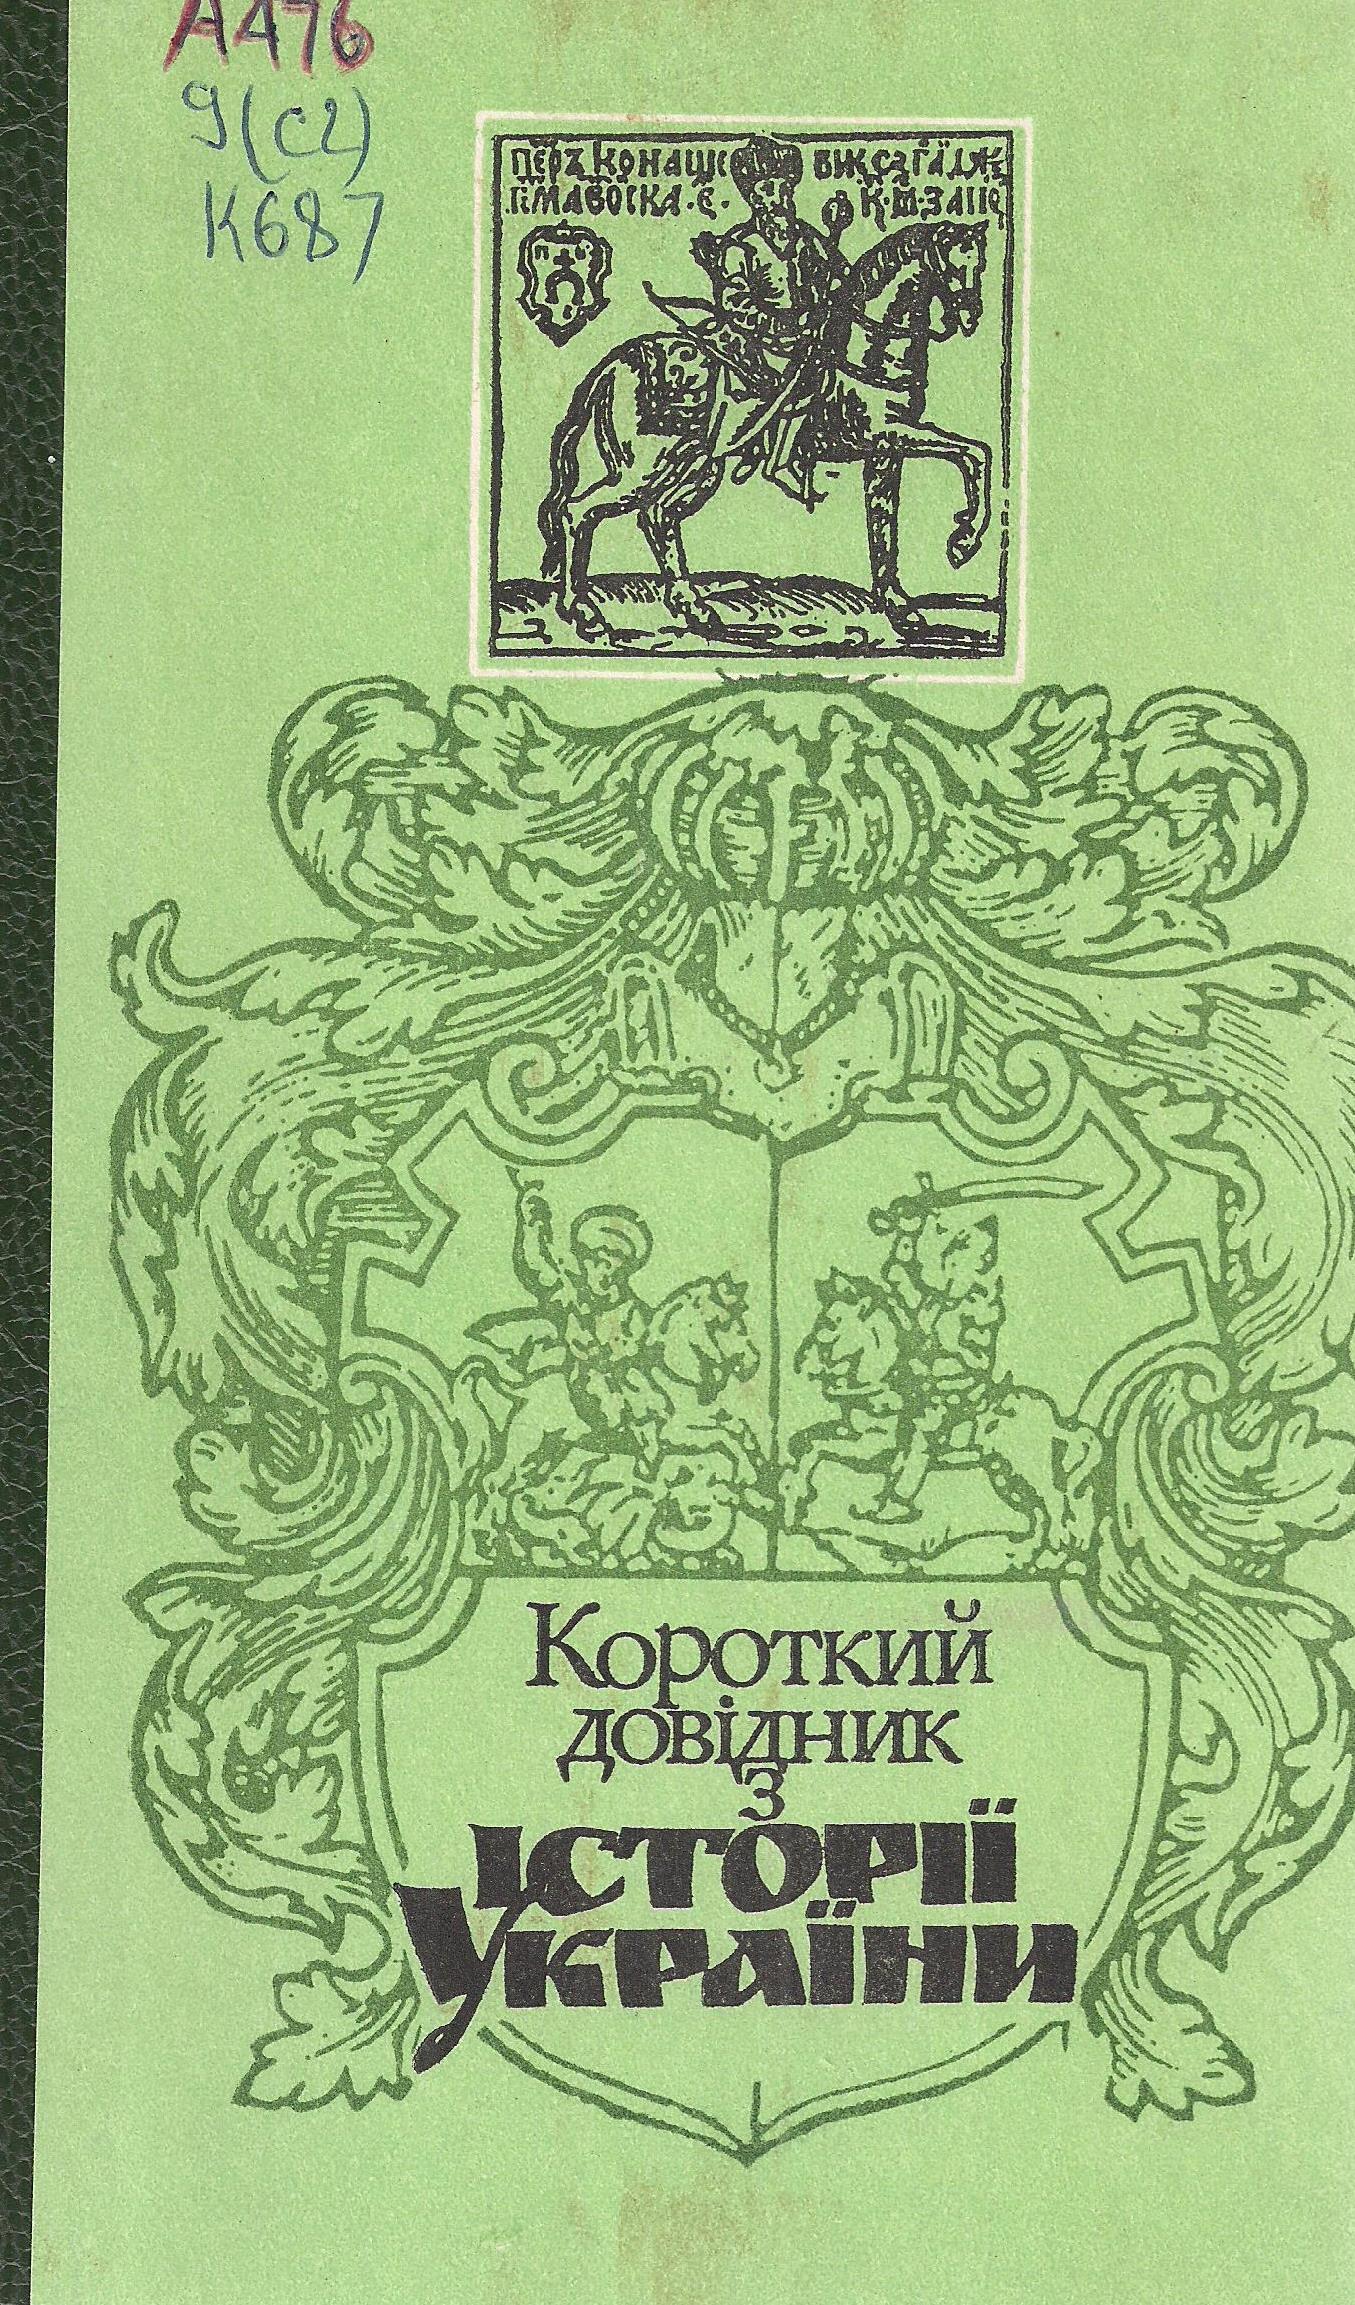 А476
9(с2)
К687
Короткий
довідник
з
історії
України